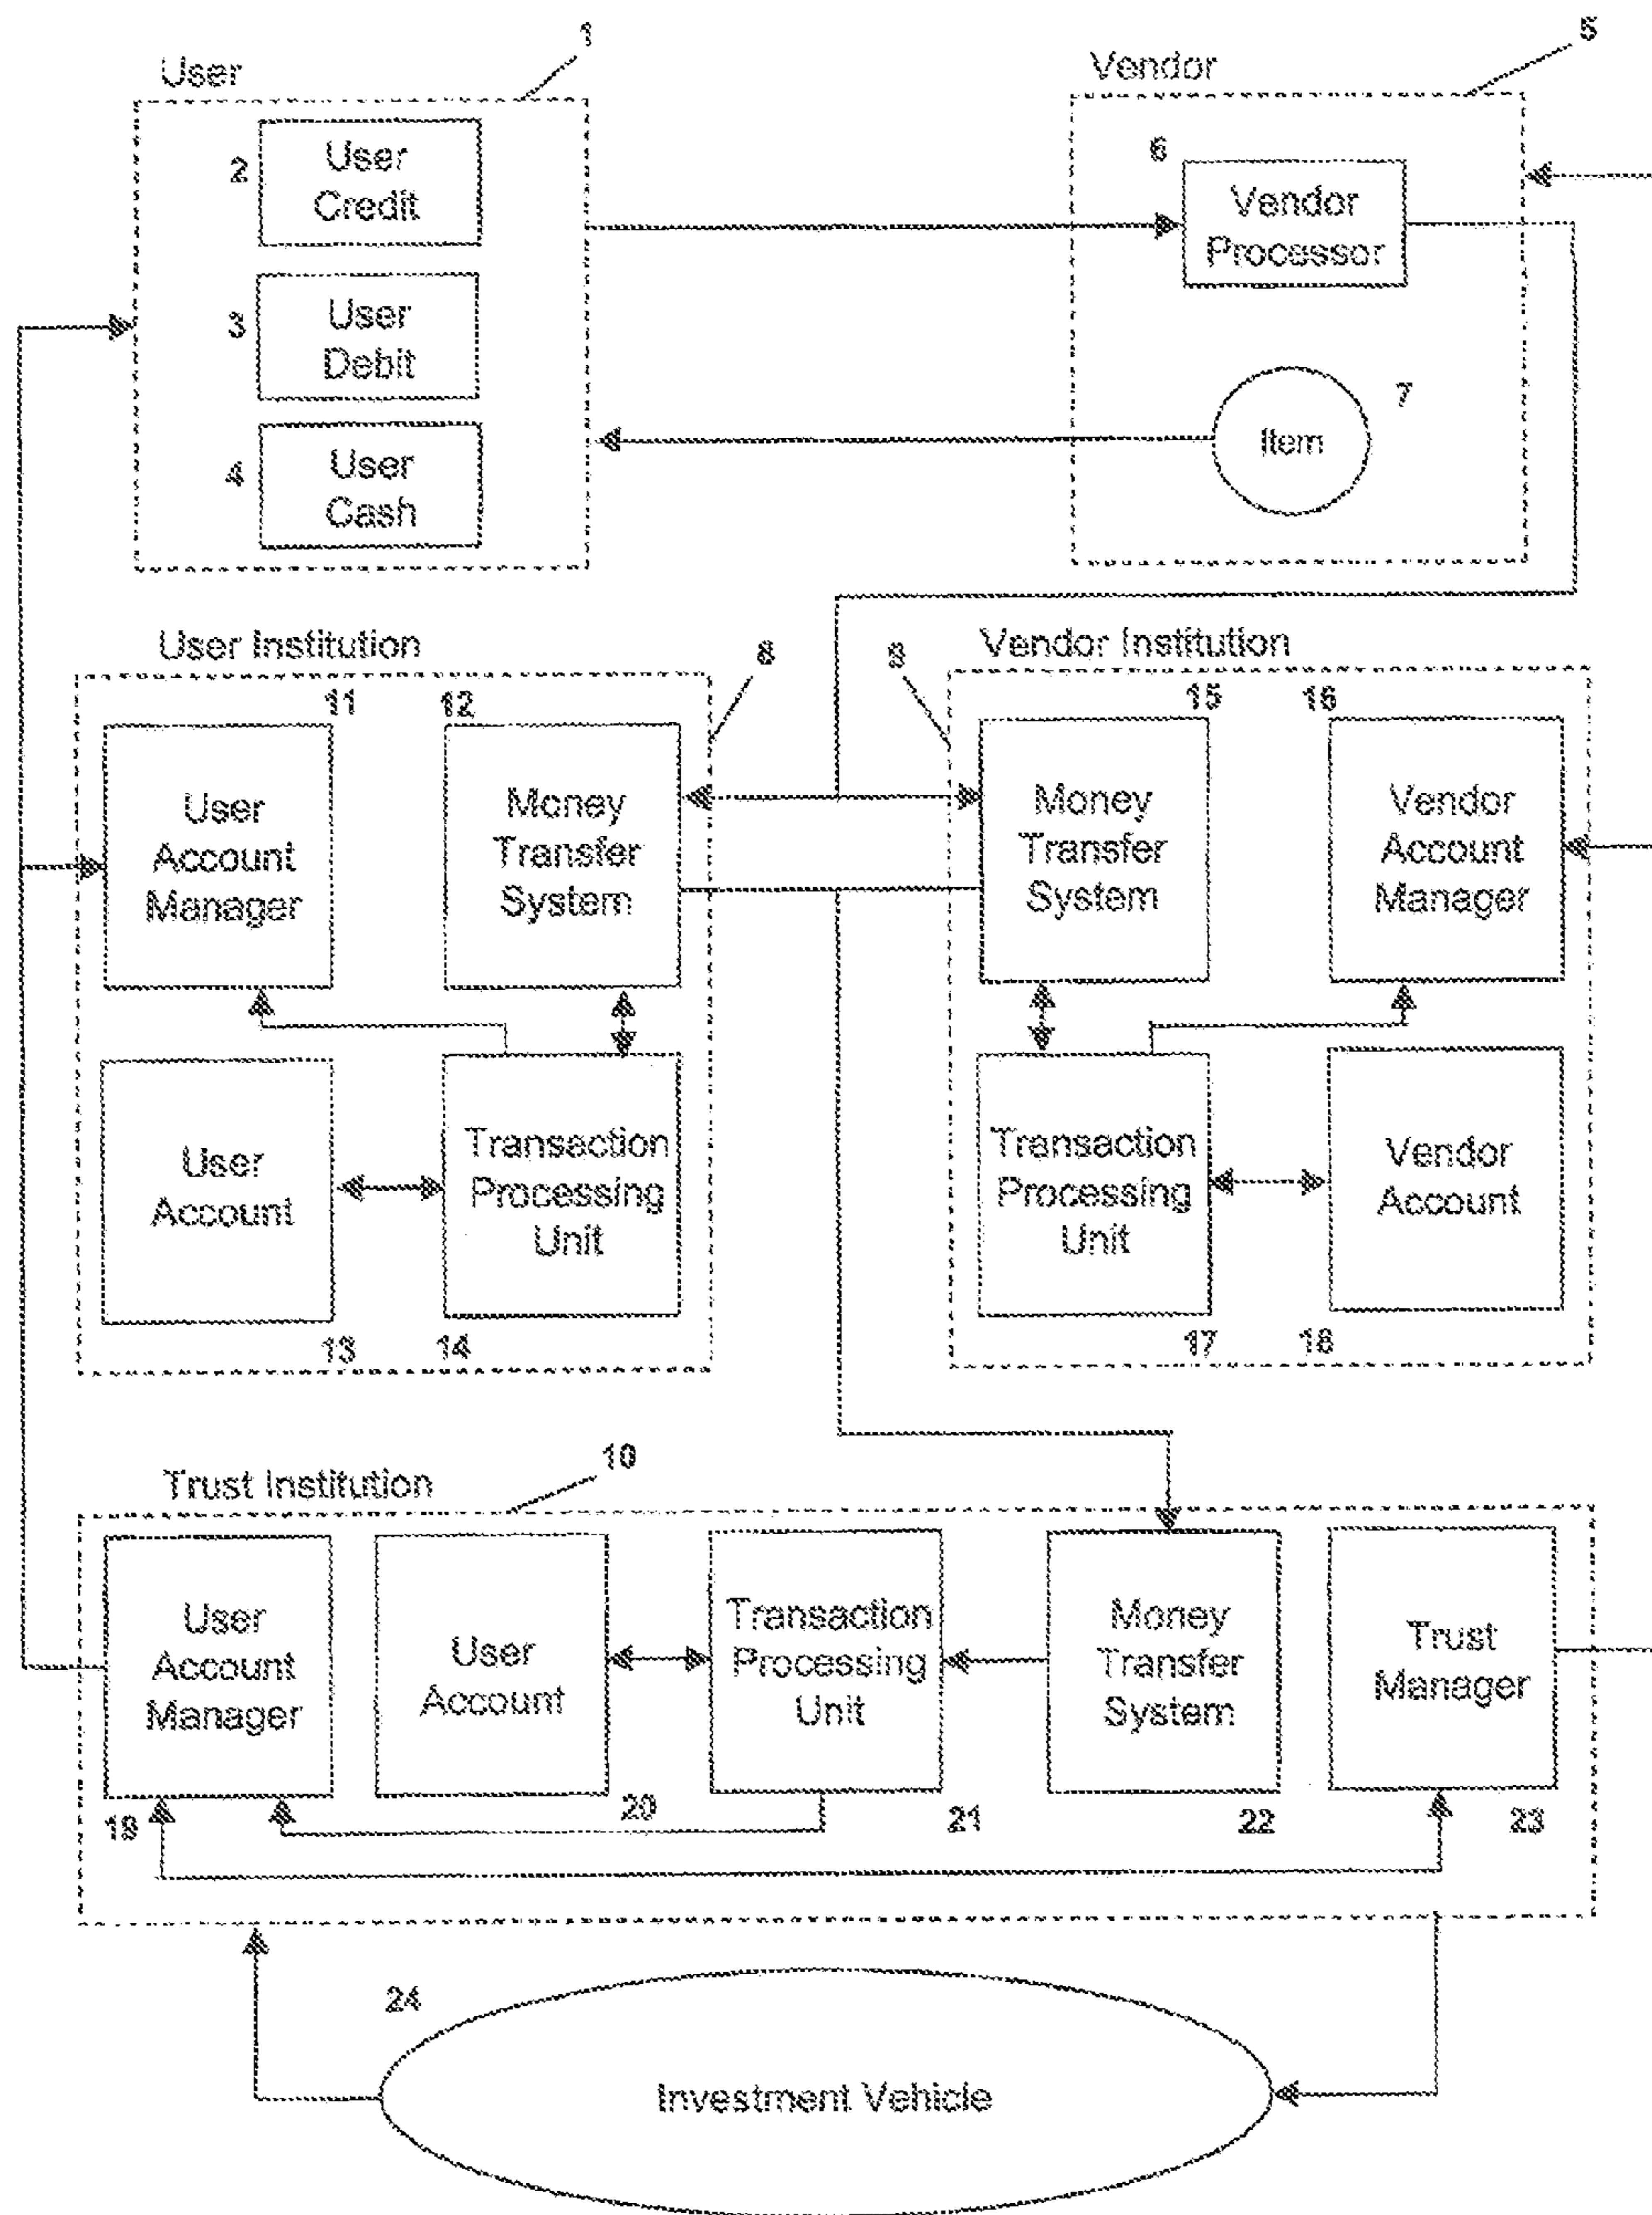 1
User
2
User
Credit
3
User
Debit
4
User
Cash
5
Vendor
6
Vendor
Processor
7
Item
User Institution
8
11
12
User
Account
Manager
Money
Transfer
System
User
Account
Transaction
Processing
Unit
13
14
Vendor Institution
15
16
Money
Transfer
System
Vendor
Account
Manager
Transaction
Processing
Unit
Vendor
Account
17
18
Trust Institution
10
User
Account
Manager
User
Account
Transaction
Processing
Unit
Money
Transfer
System
Trust
Manager
19
20
21
22
23
24
Investment Vehicle